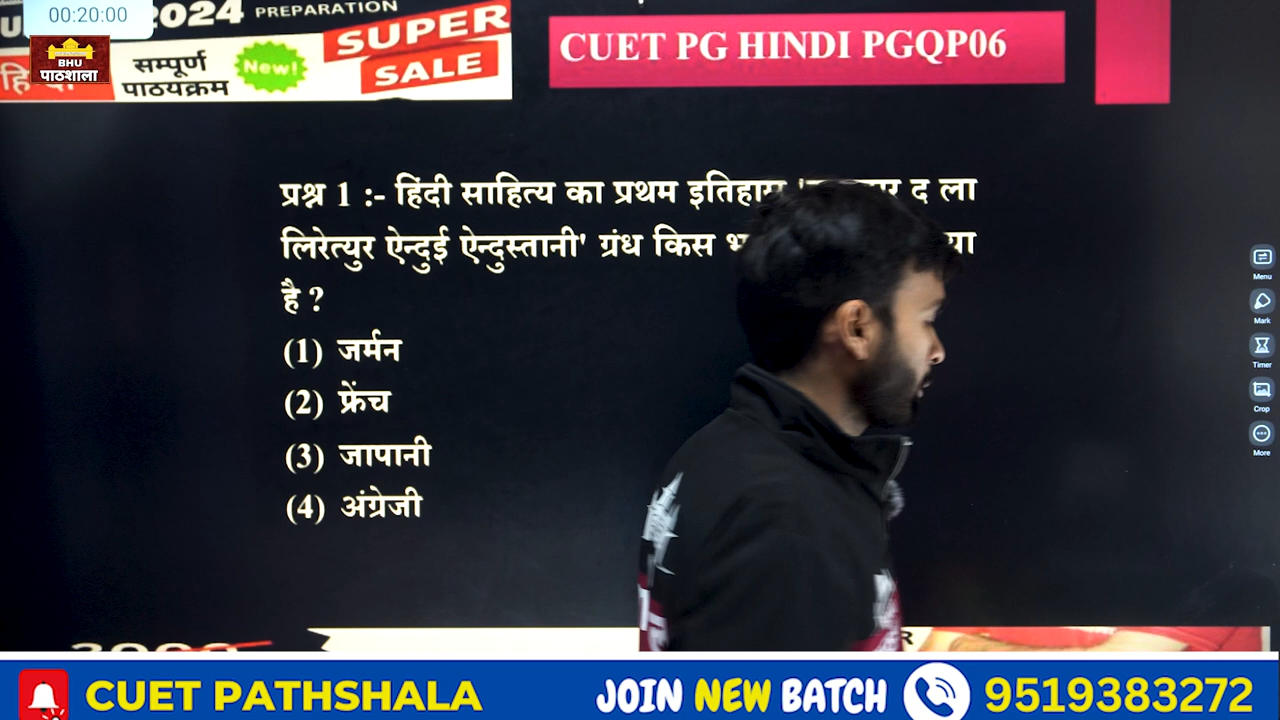 00:20:00
2024 PREPARATION
BHU
पाठशाला
सम्पूर्ण
पाठयक्रम
New!
SUPER
SALE
CUET PG HINDI PGQP06
प्रश्न 1 :- हिंदी साहित्य का प्रथम इतिहास द ला
लिरेत्युर ऐन्दुई ऐन्दुस्तानी' ग्रंध किस
है ?
(1) जर्मन
(2) फ्रेंच
(3) जापानी
(4) अंग्रेजी
Menu
Mark
Timer
Crop
More
CUET PATHSHALA
JOIN NEW BATCH
9519383272